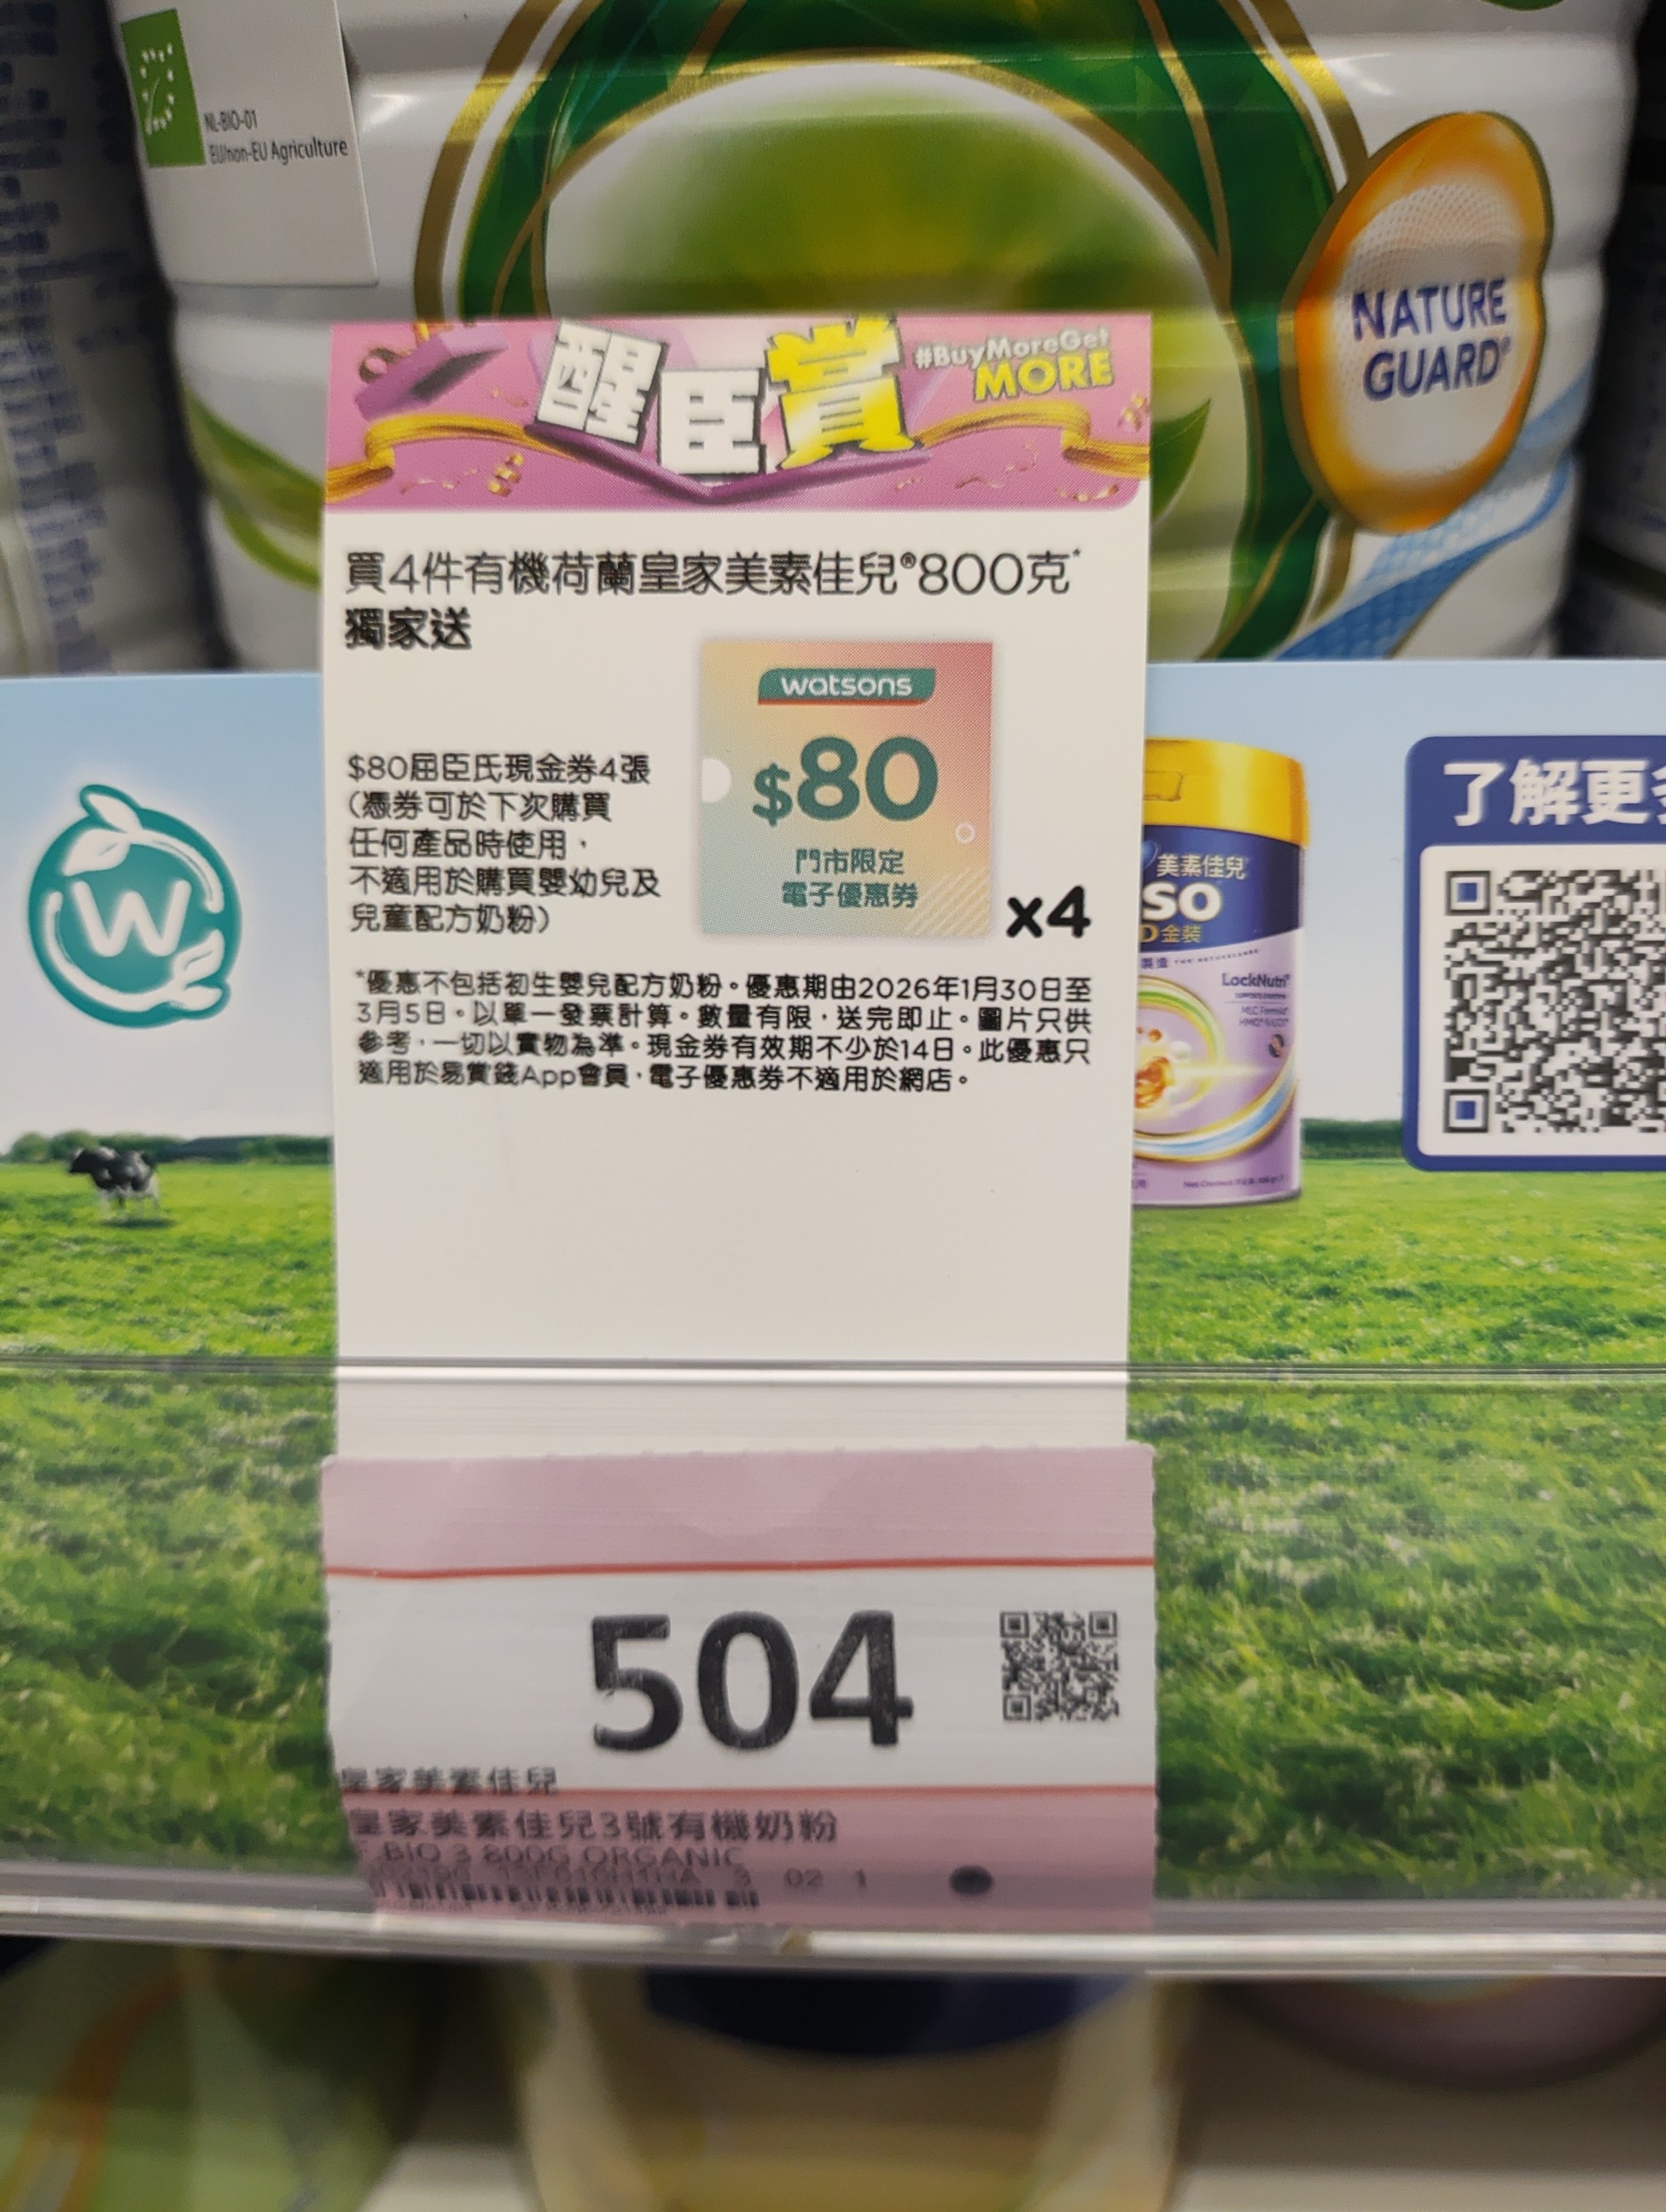 NL-BIO-01
EU/non-EU Agriculture
NATURE
GUARD®
醒臣賞
#BuyMoreGet
MORE
買4件有機荷蘭皇家美素佳兒®800克*
獨家送
watsons
$80
門市限定
電子優惠券
x4
$80屈臣氏現金券4張
(憑券可於下次購買
任何產品時使用，
不適用於購買嬰幼兒及
兒童配方奶粉)
*優惠不包括初生嬰兒配方奶粉。優惠期由2026年1月30日至
3月5日。以單一發票計算。數量有限，送完即止。圖片只供
參考，一切以實物為準。現金券有效期不少於14日。此優惠只
適用於易賞錢App會員，電子優惠券不適用於網店。
W
美素佳兒
SO
金裝
LockNutri
了解更
504
皇家美素佳兒
皇家美素佳兒3號有機奶粉
BIO 3 800G ORGANIC
3 02 1